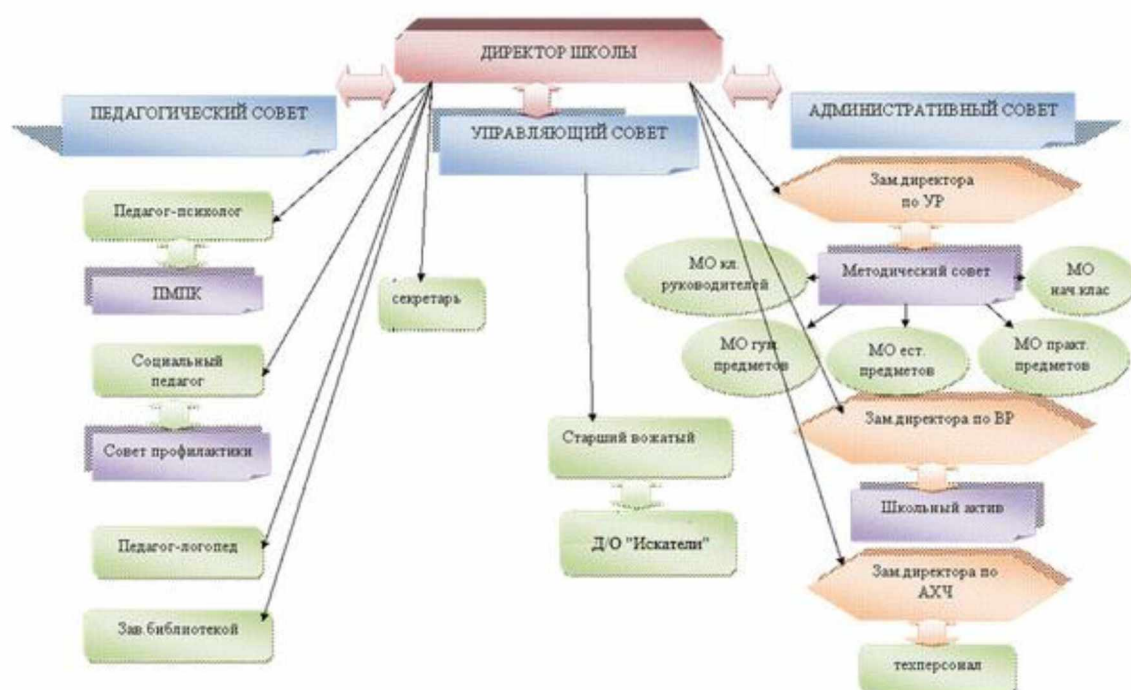 ДИРЕКТОР ШКОЛЫ
ПЕДАГОГИЧЕСКИЙ СОВЕТ
УПРАВЛЯЮЩИЙ СОВЕТ
АДМИНИСТРАТИВНЫЙ СОВЕТ
Педагог-психолог
ПМПК
Социальный
педагог
Совет профилактики
Педагог-логопед
Зав.библиотекой
секретарь
Старший вожатый
Д/О "Искатели"
Зам.директора
по УР
МО кл.
руководителей
Методический совет
МО
нач.клас
МО гум.
предметов
МО ест.
предметов
МО практ.
предметов
Зам.директора по ВР
Школьный актив
Зам.директора по
АХЧ
техперсонал